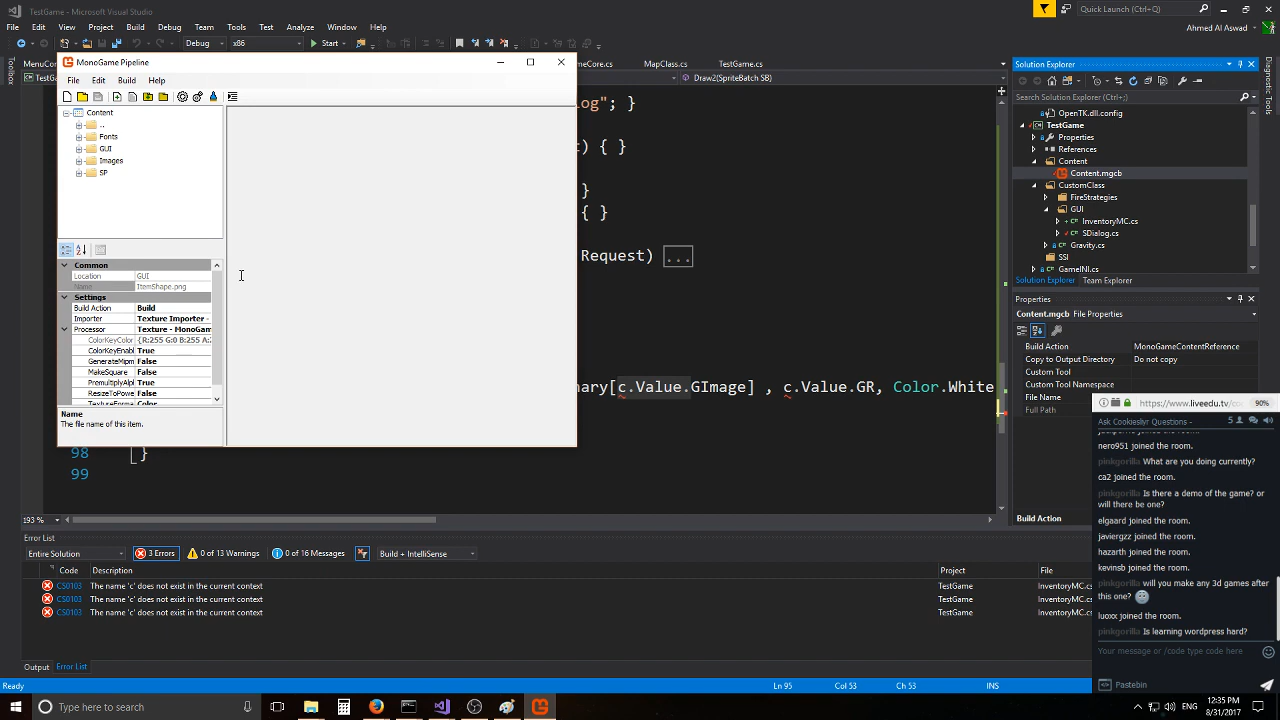 TestGame - Microsoft Visual Studio
Quick Launch (Ctrl+Q)
File Edit View Project Build Debug Team Tools Test Analyze Window Help
Ahmed Al Aswad
Debug x86 Start
MonoGame Pipeline
File Edit Build Help
Content
..
Fonts
GUI
Images
SP
Common
Location GUI
Name ItemShape.png
Settings
Build Action Build
Importer Texture Importer -
Processor Texture - MonoGam
ColorKeyColor {R:255 G:0 B:255 A:
ColorKeyEnabl True
GenerateMipm False
MakeSquare False
PremultiplyAlpl True
ResizeToPowe False
TextureFormat Color
Name
The file name of this item.
MapClass.cs TestGame.cs
Draw2(SpriteBatch SB)
og"; }
t) { }
}
{ }
Request) ...
nary[c.Value.GImage] , c.Value.GR, Color.White
98 }
99
193 %
Solution Explorer
Search Solution Explorer (Ctrl+;)
OpenTK.dll.config
TestGame
Properties
References
Content
Content.mgcb
CustomClass
FireStrategies
GUI
InventoryMC.cs
SDialog.cs
Gravity.cs
SSI
GameINI.cs
Solution Explorer Team Explorer
Properties
Content.mgcb File Properties
Build Action MonoGameContentReference
Copy to Output Directory Do not copy
Custom Tool
Custom Tool Namespace
File Name
Full Path
Build Action
Diagnostic Tools
Error List
Entire Solution 3 Errors 0 of 13 Warnings 0 of 16 Messages Build + IntelliSense
Code Description Project File
CS0103 The name 'c' does not exist in the current context TestGame InventoryMC.cs
CS0103 The name 'c' does not exist in the current context TestGame InventoryMC.cs
CS0103 The name 'c' does not exist in the current context TestGame InventoryMC.cs
Output Error List
Ready Ln 95 Col 53 Ch 53 INS
https://www.liveedu.tv/co 90%
Ask Cookiesliyr Questions - 5
nero951 joined the room.
pinkgorilla What are you doing currently?
ca2 joined the room.
pinkgorilla Is there a demo of the game? or
will there be one?
elgaard joined the room.
javiergzz joined the room.
hazarth joined the room.
kevinsb joined the room.
pinkgorilla will you make any 3d games after
this one?
luoxx joined the room.
pinkgorilla Is learning wordpress hard?
Your message or /code type code here
Pastebin
Type here to search
ENG
12:35 PM
8/31/2017